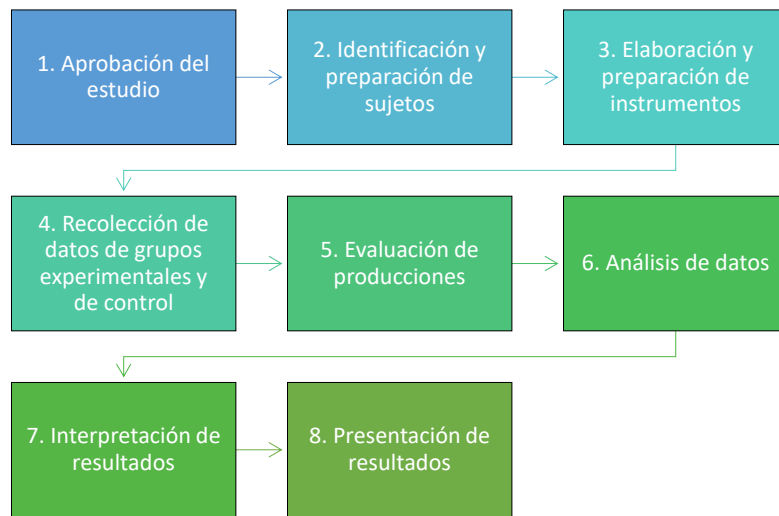 1. Aprobación del
estudio
2. Identificación y
preparación de
sujetos
3. Elaboración y
preparación de
instrumentos
4. Recolección de
datos de grupos
experimentales y
de control
5. Evaluación de
producciones
6. Análisis de datos
7. Interpretación de
resultados
8. Presentación de
resultados